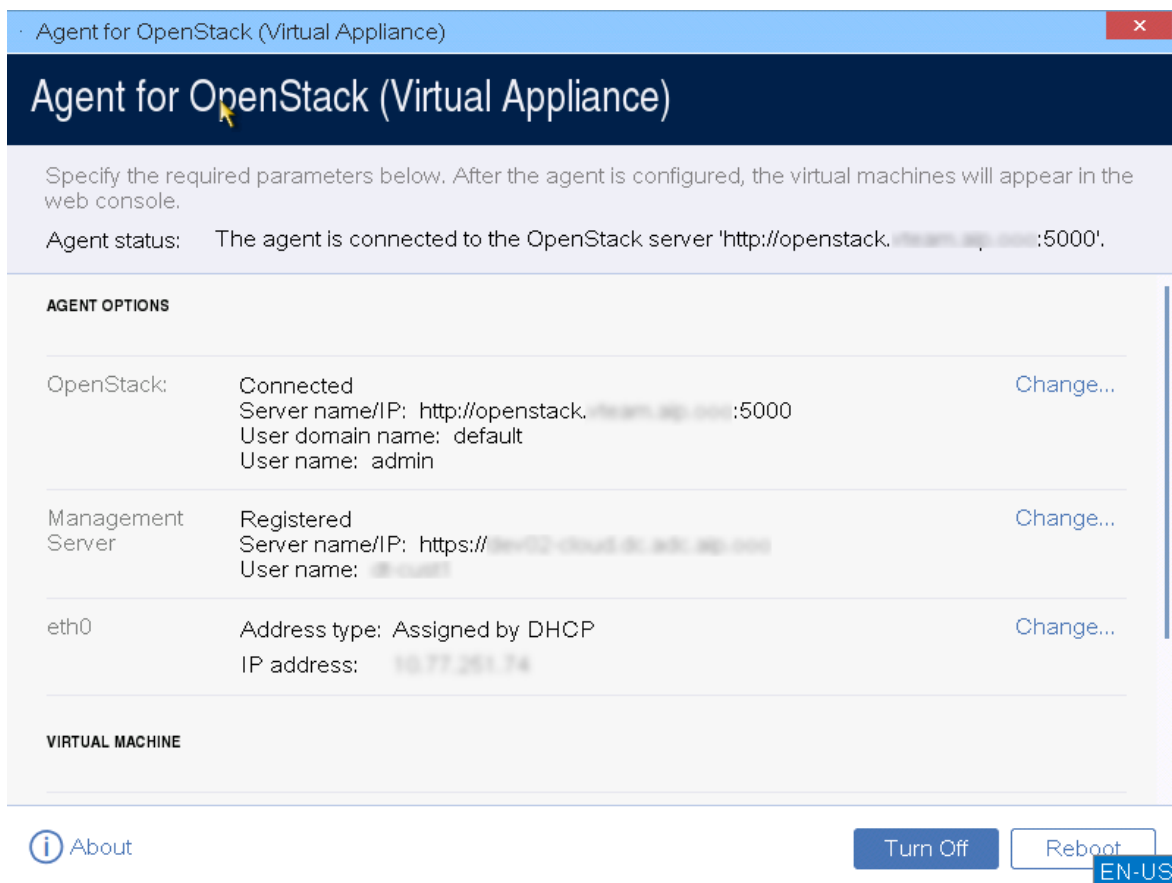 Agent for OpenStack (Virtual Appliance)
Agent for OpenStack (Virtual Appliance)
Specify the required parameters below. After the agent is configured, the virtual machines will appear in the
web console.
Agent status: The agent is connected to the OpenStack server 'http://openstack. :5000'.
AGENT OPTIONS
OpenStack: Connected Change...
Server name/IP: http://openstack. :5000
User domain name: default
User name: admin
Management Server Registered Change...
Server name/IP: https://
User name:
eth0 Address type: Assigned by DHCP Change...
IP address:
VIRTUAL MACHINE
About Turn Off Reboot
EN-US